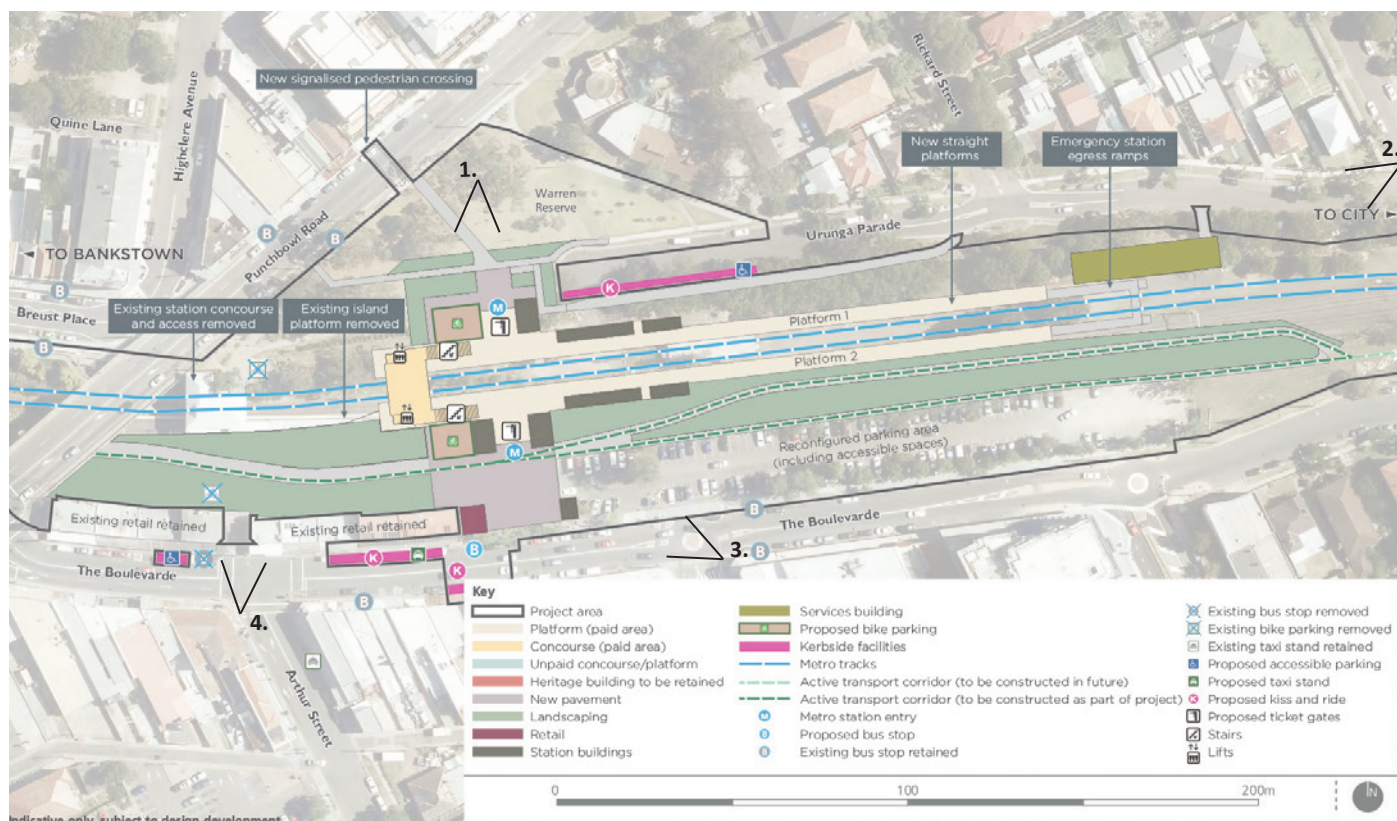 New signalised pedestrian crossing
Rickard Street
Quine Lane
Highclere Avenue
New straight
platforms
Emergency station
egress ramps
2.
1.
Warren
Reserve
TO CITY
Urunga Parade
Punchbowl Road
B
B
TO BANKSTOWN
K
B
Breust Place
B
Existing station concourse
and access removed
Existing island
platform removed
M
Platform 1
Platform 2
M
Reconfigured parking area
(including accessible spaces)
Existing retail retained
Existing retail retained
B
The Boulevarde
3.
B
B
K
K
The Boulevarde
B
4.
Arthur Street
Key
Project area
Platform (paid area)
Concourse (paid area)
Unpaid concourse/platform
Heritage building to be retained
New pavement
Landscaping
Retail
Station buildings
Services building
Proposed bike parking
Kerbside facilities
Metro tracks
Active transport corridor (to be constructed in future)
Active transport corridor (to be constructed as part of project)
M Metro station entry
B Proposed bus stop
B Existing bus stop retained
Existing bus stop removed
Existing bike parking removed
Existing taxi stand retained
Proposed accessible parking
Proposed taxi stand
K Proposed kiss and ride
Proposed ticket gates
Stairs
Lifts
0 100 200m
N
Indicative only, subject to design development